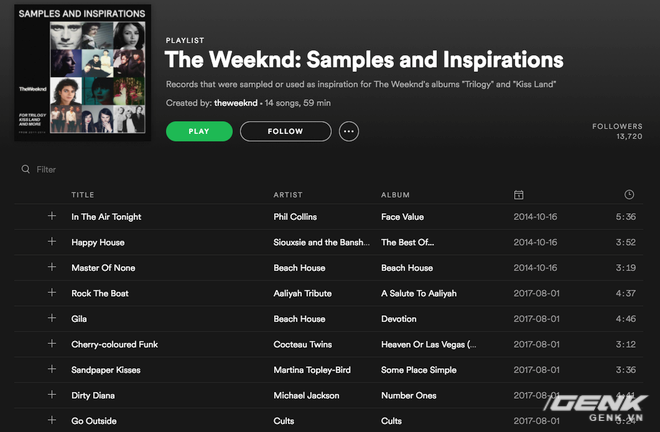 SAMPLES AND INSPIRATIONS
TheWeeknd
FOR TRILOGY
KISS LAND
AND MORE
PLAYLIST
The Weeknd: Samples and Inspirations
Records that were sampled or used as inspiration for The Weeknd's albums "Trilogy" and "Kiss Land"
Created by: theweeknd • 14 songs, 59 min
PLAY FOLLOW
FOLLOWERS
13,720
Filter
TITLE ARTIST ALBUM
In The Air Tonight Phil Collins Face Value 2014-10-16 5:36
Happy House Siouxsie and the Bansh... The Best Of... 2014-10-16 3:52
Master Of None Beach House Beach House 2014-10-16 3:19
Rock The Boat Aaliyah Tribute A Salute To Aaliyah 2017-08-01 4:37
Gila Beach House Devotion 2017-08-01 4:46
Cherry-coloured Funk Cocteau Twins Heaven Or Las Vegas (... 2017-08-01 3:12
Sandpaper Kisses Martina Topley-Bird Some Place Simple 2017-08-01 3:36
Dirty Diana Michael Jackson Number Ones 2017-08-01 4:41
Go Outside Cults Cults 2017-08-01
GENK
GENK.VN